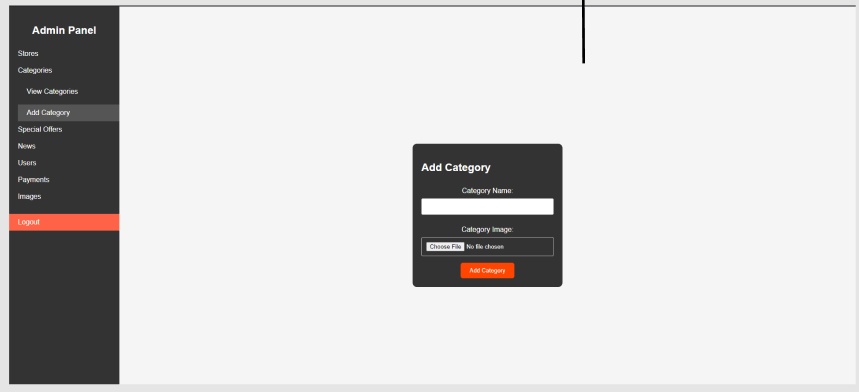 Admin Panel
Stores
Categories
View Categories
Add Category
Special Offers
News
Users
Payments
Images
Logout
Add Category
Category Name:
Category Image:
Choose File No file chosen
Add Category